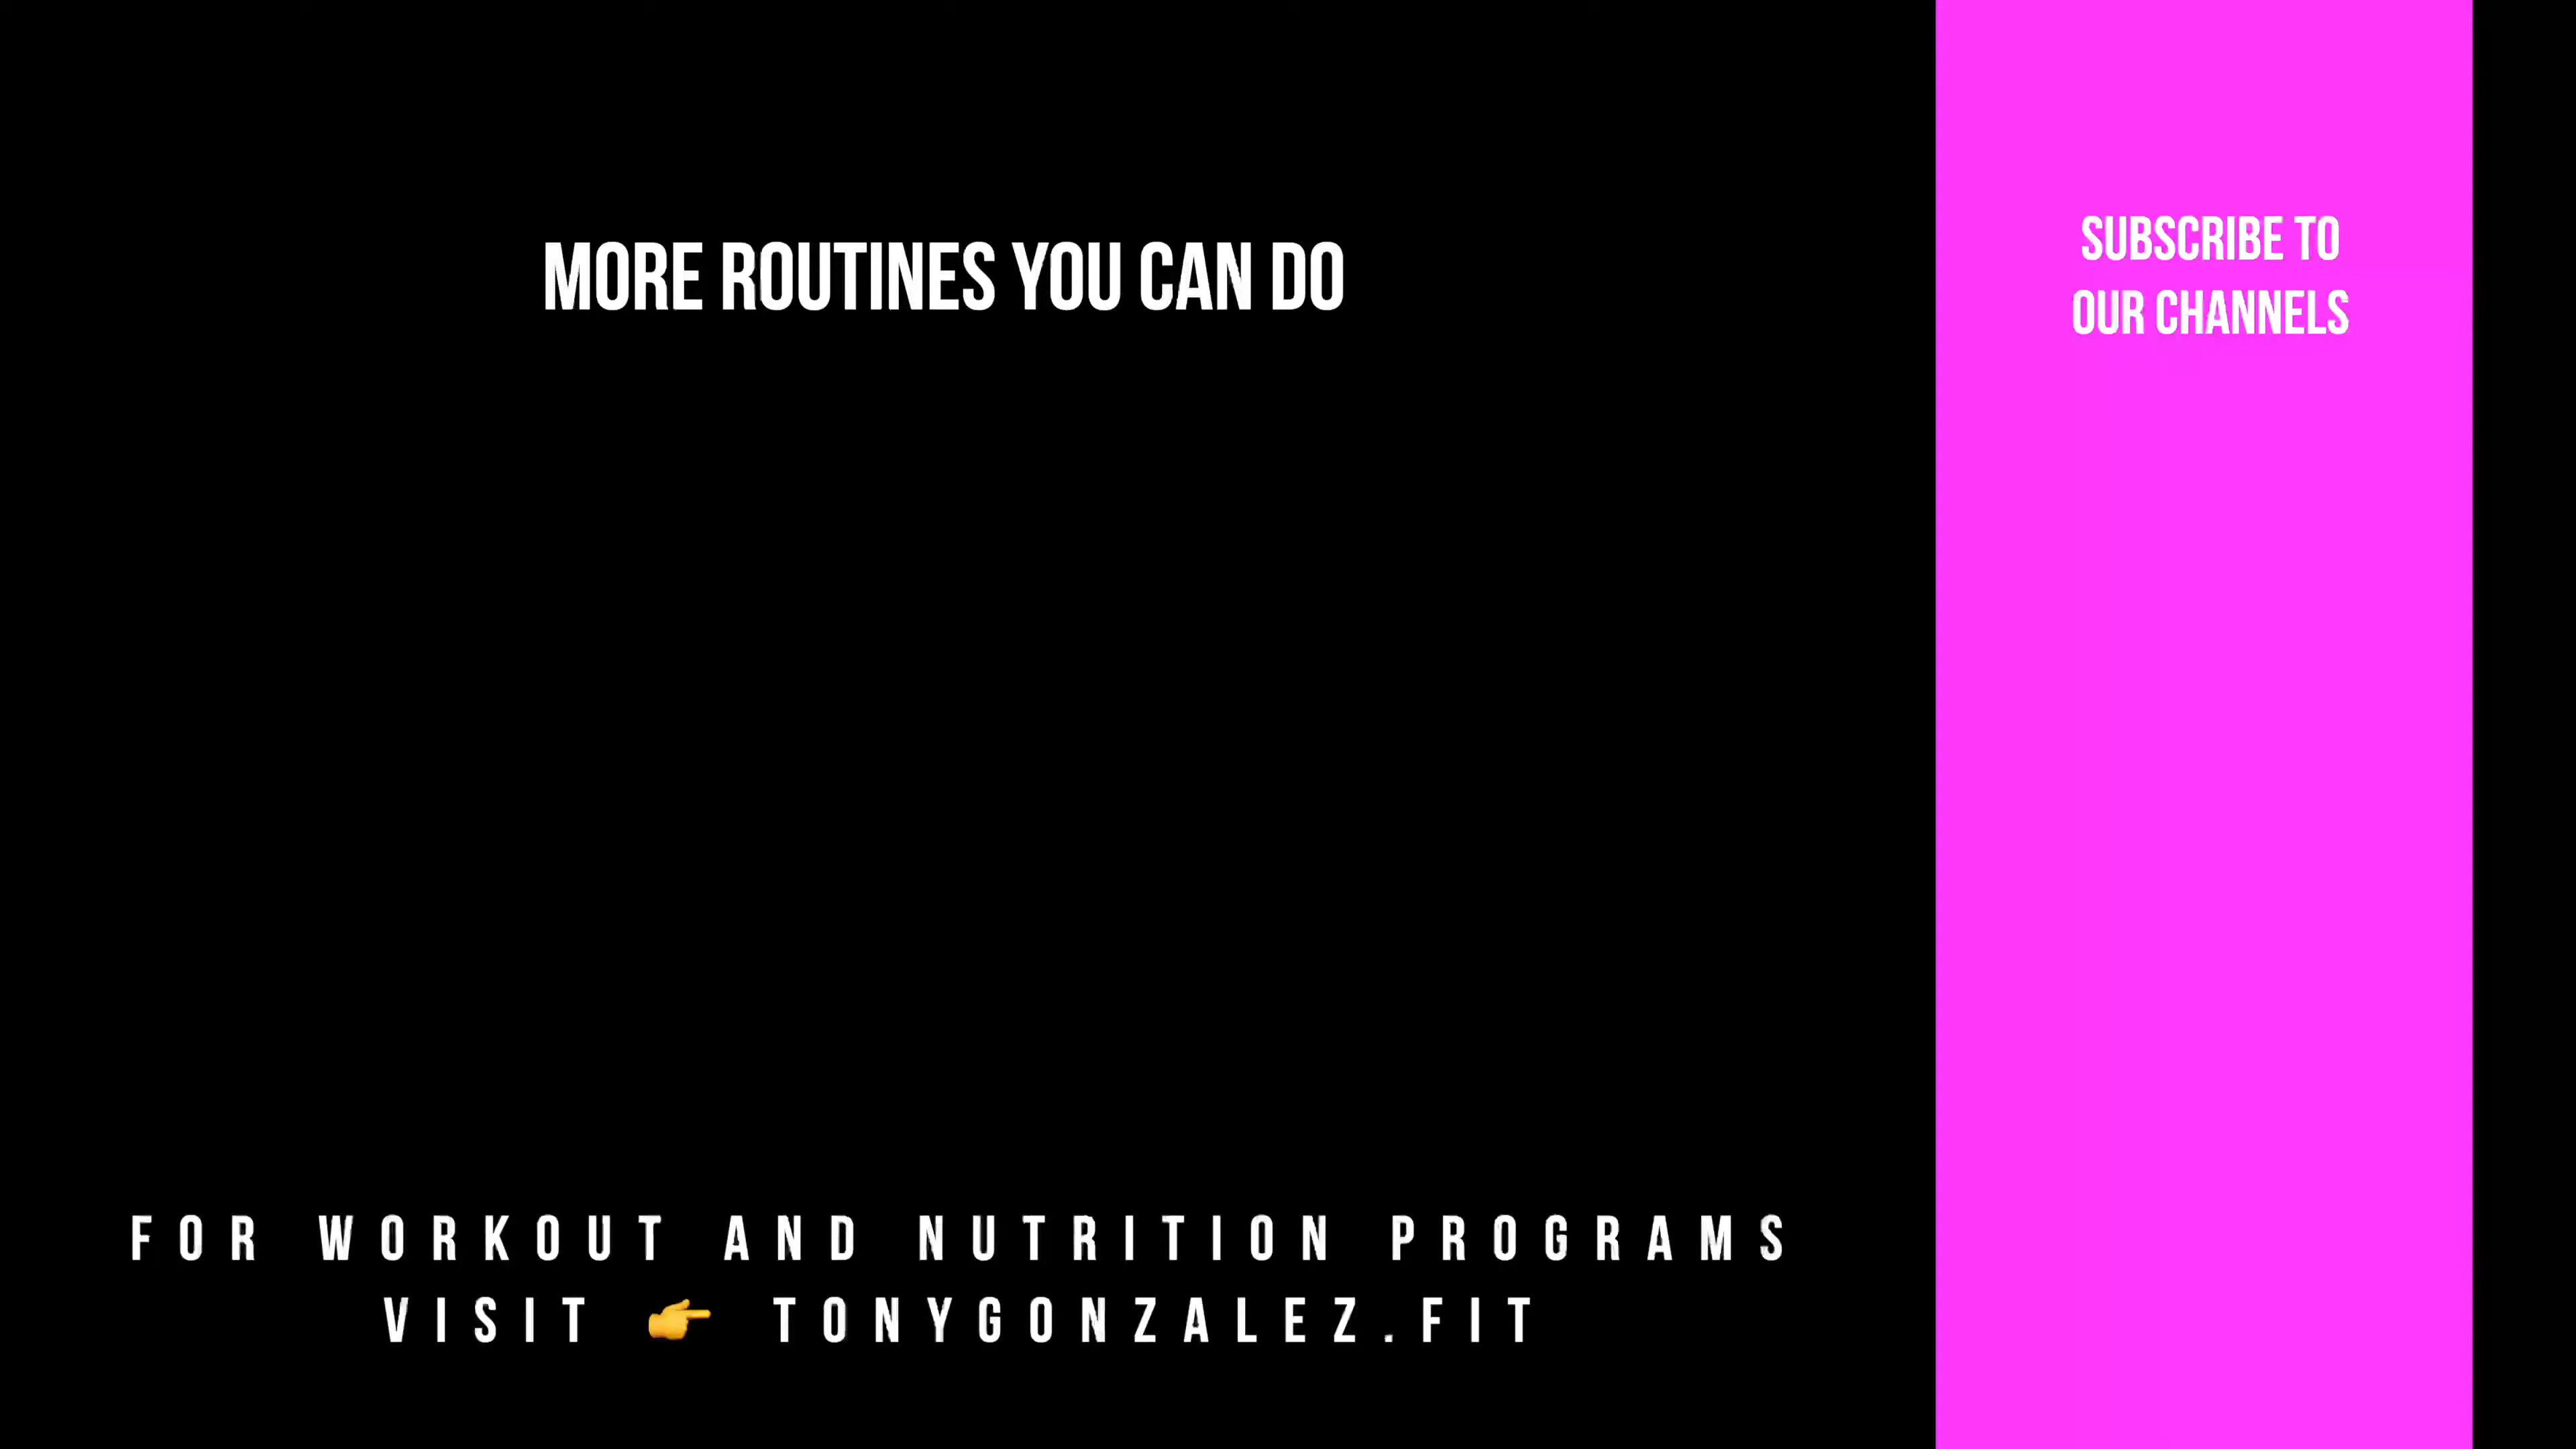 MORE ROUTINES YOU CAN DO
SUBSCRIBE TO
OUR CHANNELS
FOR WORKOUT AND NUTRITION PROGRAMS
VISIT 👉 TONYGONZALEZ.FIT